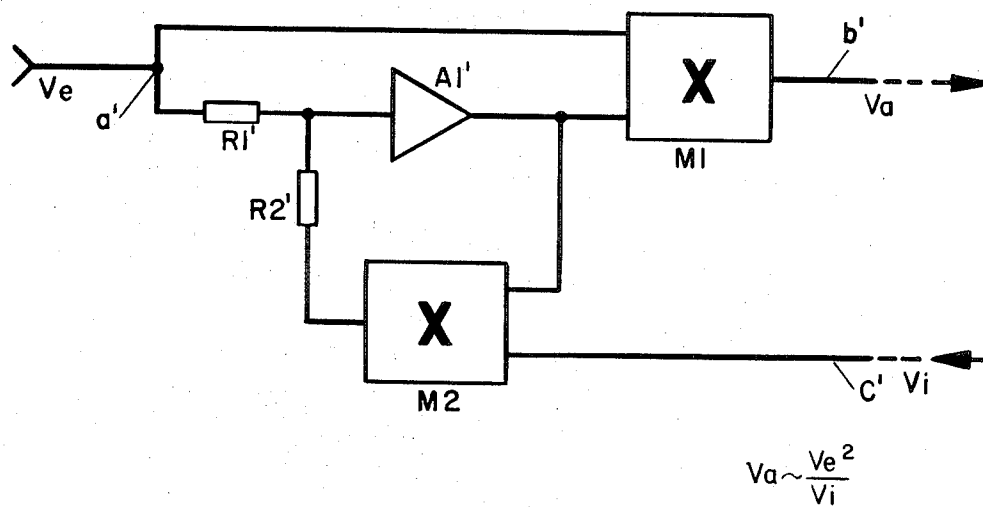 Ve
a'
R1'
A1'
X
M1
b'
Va
R2'
X
M2
C'
Vi
Va ~ Ve² / Vi